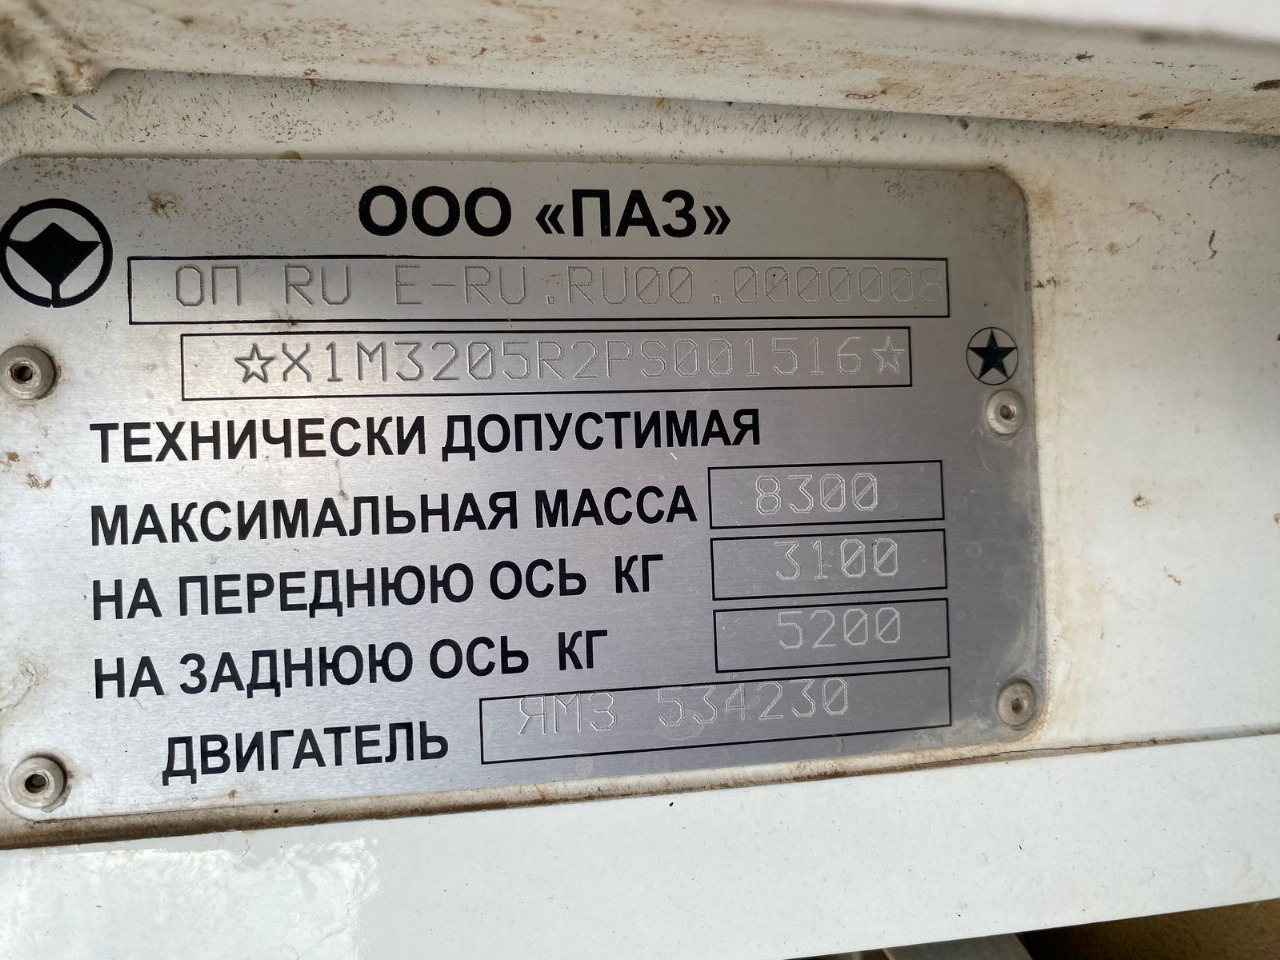 ООО «ПАЗ»
ОП RU E-RU.RU00.0000008
☆X1M3205R2PS001516☆
ТЕХНИЧЕСКИ ДОПУСТИМАЯ
МАКСИМАЛЬНАЯ МАССА 8300
НА ПЕРЕДНЮЮ ОСЬ КГ 3100
НА ЗАДНЮЮ ОСЬ КГ 5200
ДВИГАТЕЛЬ ЯМЗ 534230